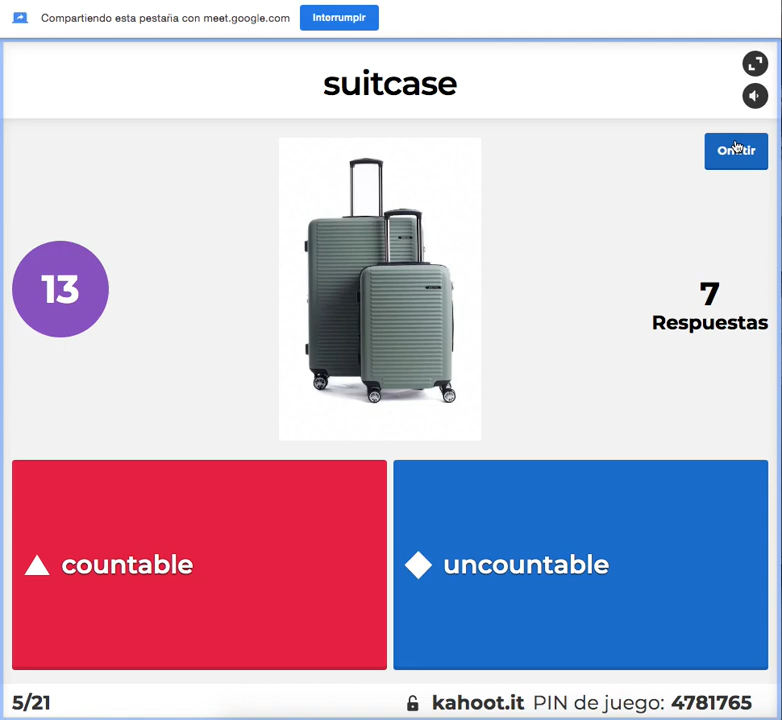 Compartiendo esta pestaña con meet.google.com
Interrumpir
suitcase
Omitir
13
7
Respuestas
countable
uncountable
5/21
kahoot.it PIN de juego: 4781765